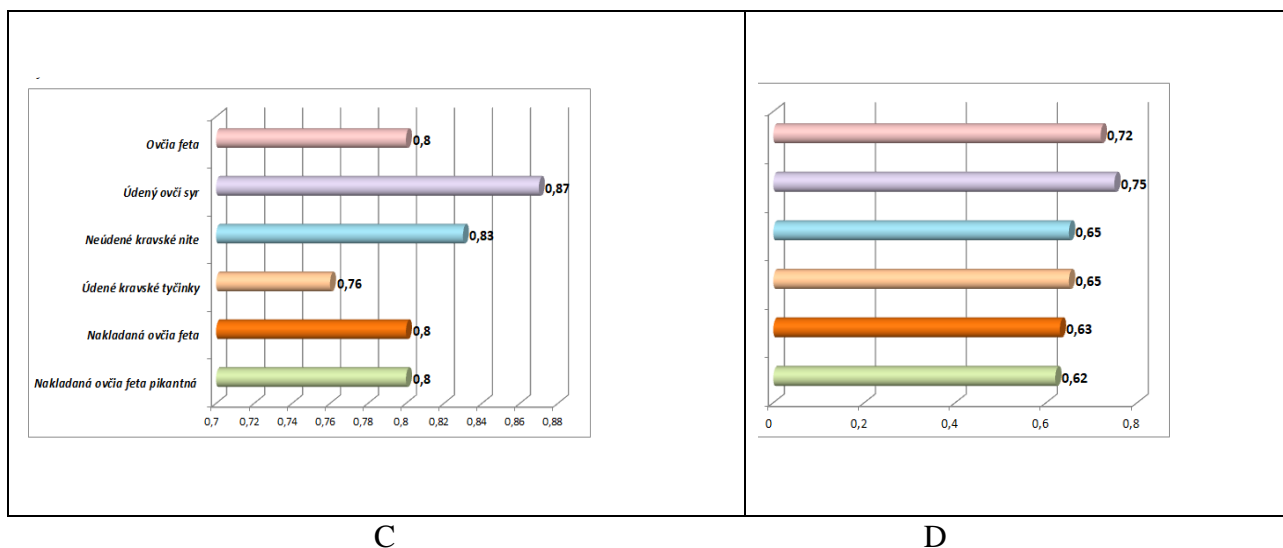 Ovčia feta
0,8
Údený ovčí syr
0,87
Neúdené kravské nite
0,83
Údené kravské tyčinky
0,76
Nakladaná ovčia feta
0,8
Nakladaná ovčia feta pikantná
0,8
0,7 0,72 0,74 0,76 0,78 0,8 0,82 0,84 0,86 0,88
0,72
0,75
0,65
0,65
0,63
0,62
0 0,2 0,4 0,6 0,8
C
D